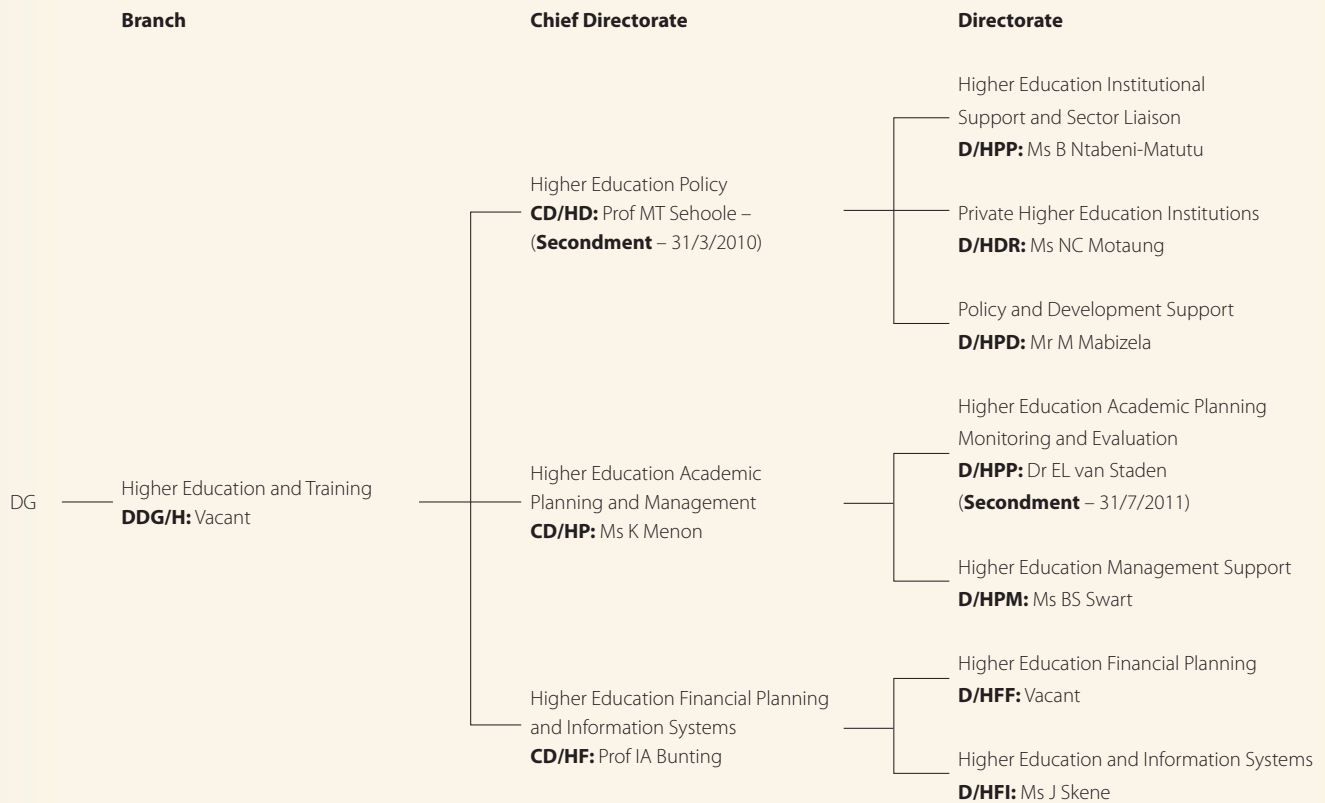 Branch
Chief Directorate
Directorate
DG
Higher Education and Training
DDG/H: Vacant
Higher Education Policy
CD/HD: Prof MT Sehoole –
(Secondment – 31/3/2010)
Higher Education Institutional
Support and Sector Liaison
D/HPP: Ms B Ntabeni-Matutu
Private Higher Education Institutions
D/HDR: Ms NC Motaung
Policy and Development Support
D/HPD: Mr M Mabizela
Higher Education Academic
Planning and Management
CD/HP: Ms K Menon
Higher Education Academic Planning
Monitoring and Evaluation
D/HPP: Dr EL van Staden
(Secondment – 31/7/2011)
Higher Education Management Support
D/HPM: Ms BS Swart
Higher Education Financial Planning
and Information Systems
CD/HF: Prof IA Bunting
Higher Education Financial Planning
D/HFF: Vacant
Higher Education and Information Systems
D/HFI: Ms J Skene